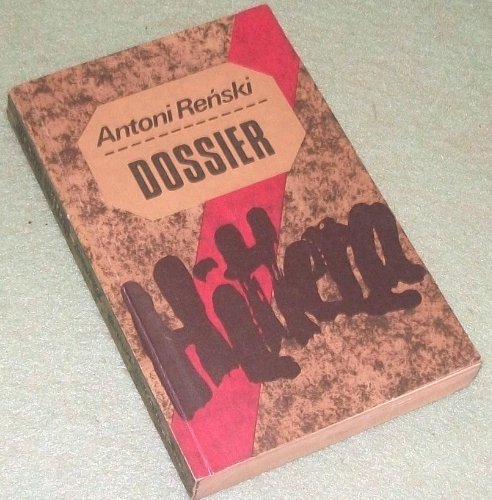 Antoni Reński
DOSSIER
Hitlera